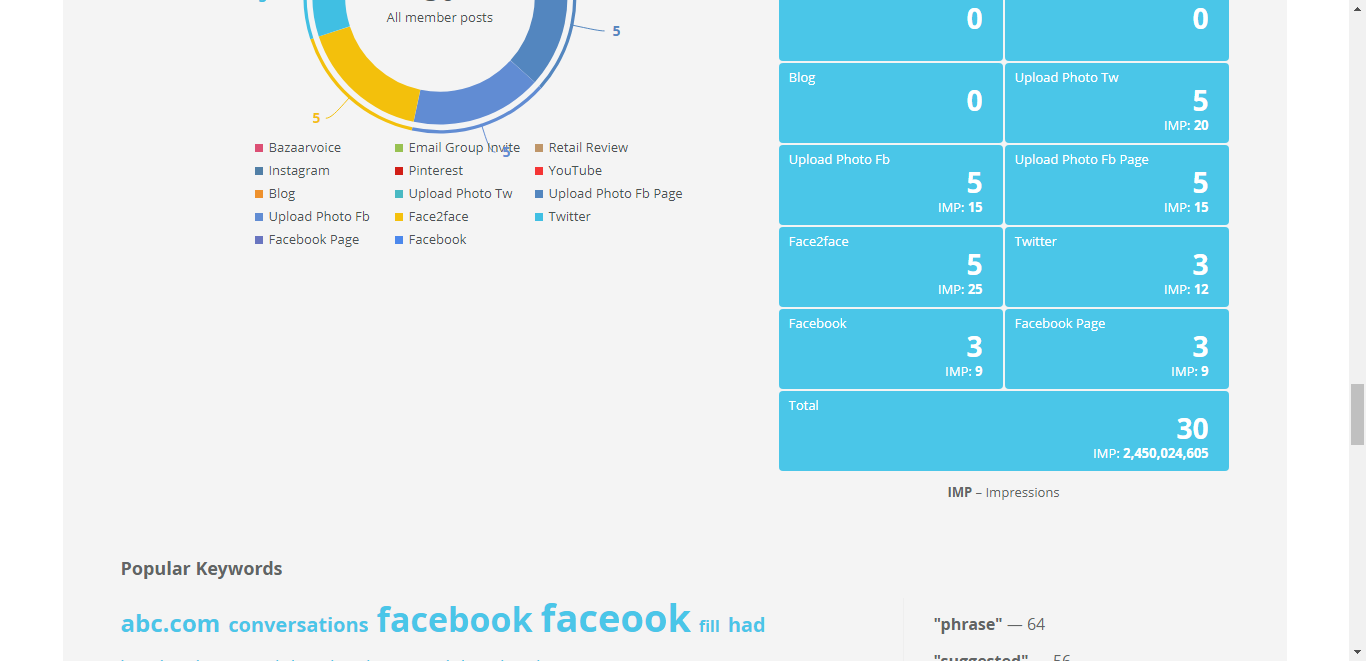 All member posts
5
5
5
Bazaarvoice
Email Group Invite
Retail Review
Instagram
Pinterest
YouTube
Blog
Upload Photo Tw
Upload Photo Fb Page
Upload Photo Fb
Face2face
Twitter
Facebook Page
Facebook
0
0
Blog
0
Upload Photo Tw
5
IMP: 20
Upload Photo Fb
5
IMP: 15
Upload Photo Fb Page
5
IMP: 15
Face2face
5
IMP: 25
Twitter
3
IMP: 12
Facebook
3
IMP: 9
Facebook Page
3
IMP: 9
Total
30
IMP: 2,450,024,605
IMP – Impressions
Popular Keywords
abc.com conversations facebook faceook fill had
"phrase" — 64
"suggested" — 56